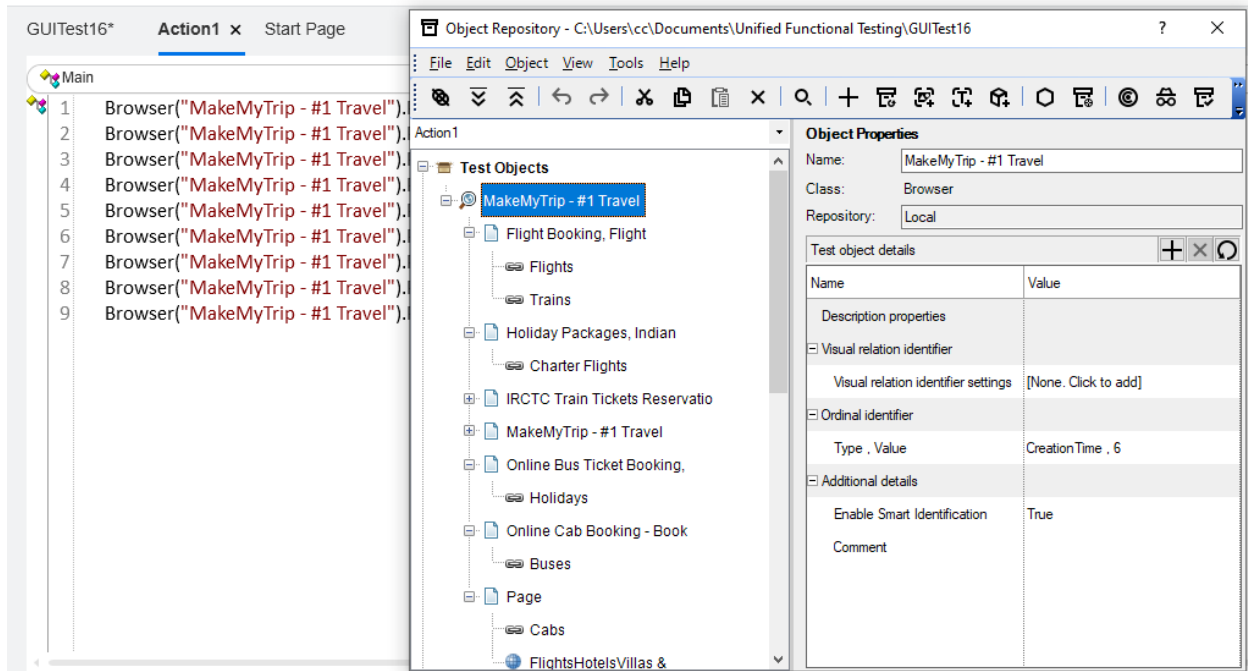 GUITest16*
Action1 x
Start Page
Main
1 Browser("MakeMyTrip - #1 Travel").
2 Browser("MakeMyTrip - #1 Travel").
3 Browser("MakeMyTrip - #1 Travel").
4 Browser("MakeMyTrip - #1 Travel").
5 Browser("MakeMyTrip - #1 Travel").
6 Browser("MakeMyTrip - #1 Travel").
7 Browser("MakeMyTrip - #1 Travel").
8 Browser("MakeMyTrip - #1 Travel").
9 Browser("MakeMyTrip - #1 Travel").
Object Repository - C:\Users\cc\Documents\Unified Functional Testing\GUITest16
File Edit Object View Tools Help
Action1
Test Objects
MakeMyTrip - #1 Travel
Flight Booking, Flight
Flights
Trains
Holiday Packages, Indian
Charter Flights
IRCTC Train Tickets Reservatio
MakeMyTrip - #1 Travel
Online Bus Ticket Booking,
Holidays
Online Cab Booking - Book
Buses
Page
Cabs
FlightsHotelsVillas &
Object Properties
Name: MakeMyTrip - #1 Travel
Class: Browser
Repository: Local
Test object details
Name Value
Description properties
Visual relation identifier
Visual relation identifier settings [None. Click to add]
Ordinal identifier
Type , Value CreationTime , 6
Additional details
Enable Smart Identification True
Comment